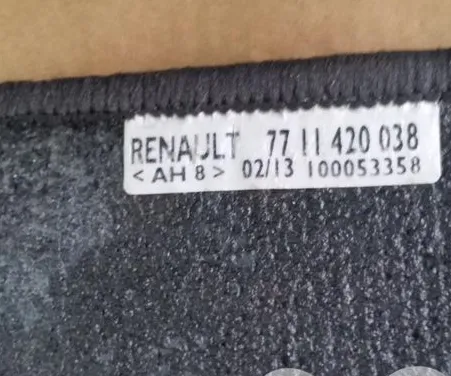 RENAULT 77 11 420 038
< AH 8 > 02/13 100053358